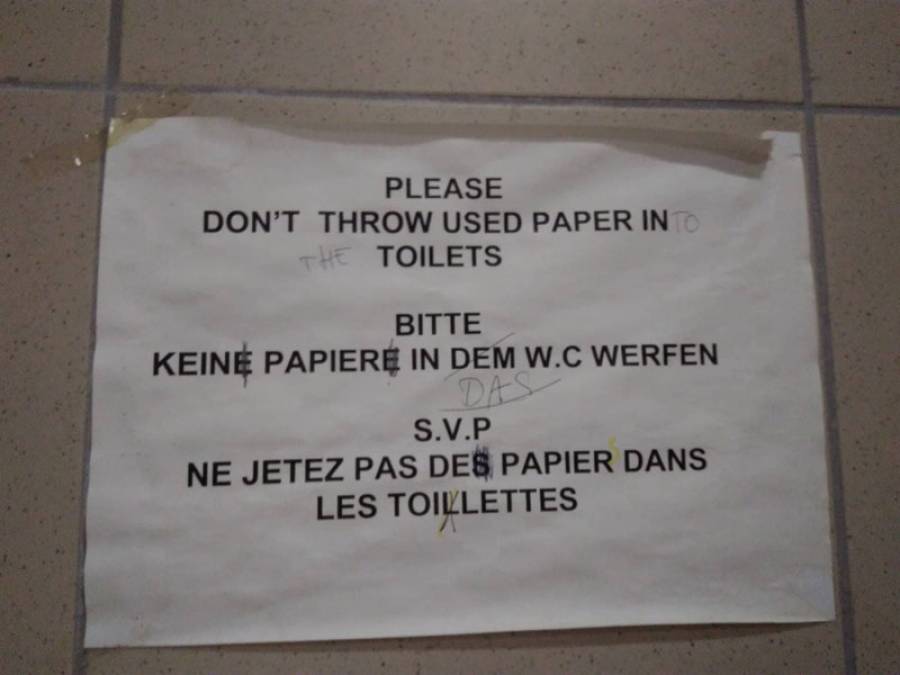 PLEASE
DON'T THROW USED PAPER INTO
THE TOILETS
BITTE
KEINE PAPIERE IN DEM W.C WERFEN
DAS
S.V.P
NE JETEZ PAS DES PAPIERS DANS
LES TOILLETTES